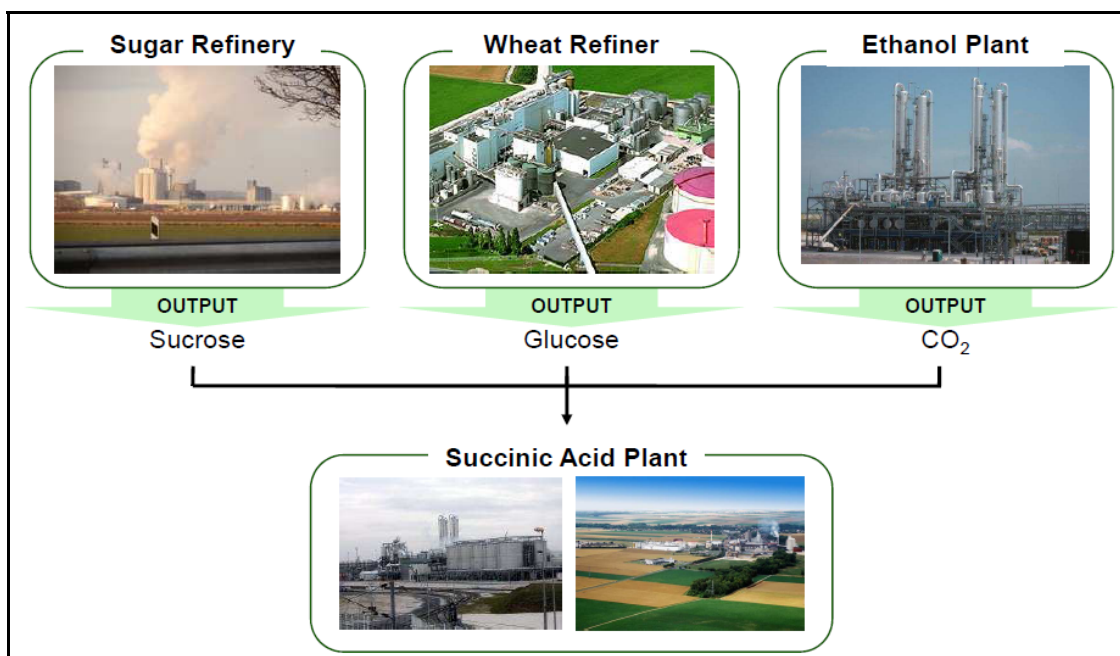 Sugar Refinery
Wheat Refiner
Ethanol Plant
OUTPUT
OUTPUT
OUTPUT
Sucrose
Glucose
CO₂
Succinic Acid Plant